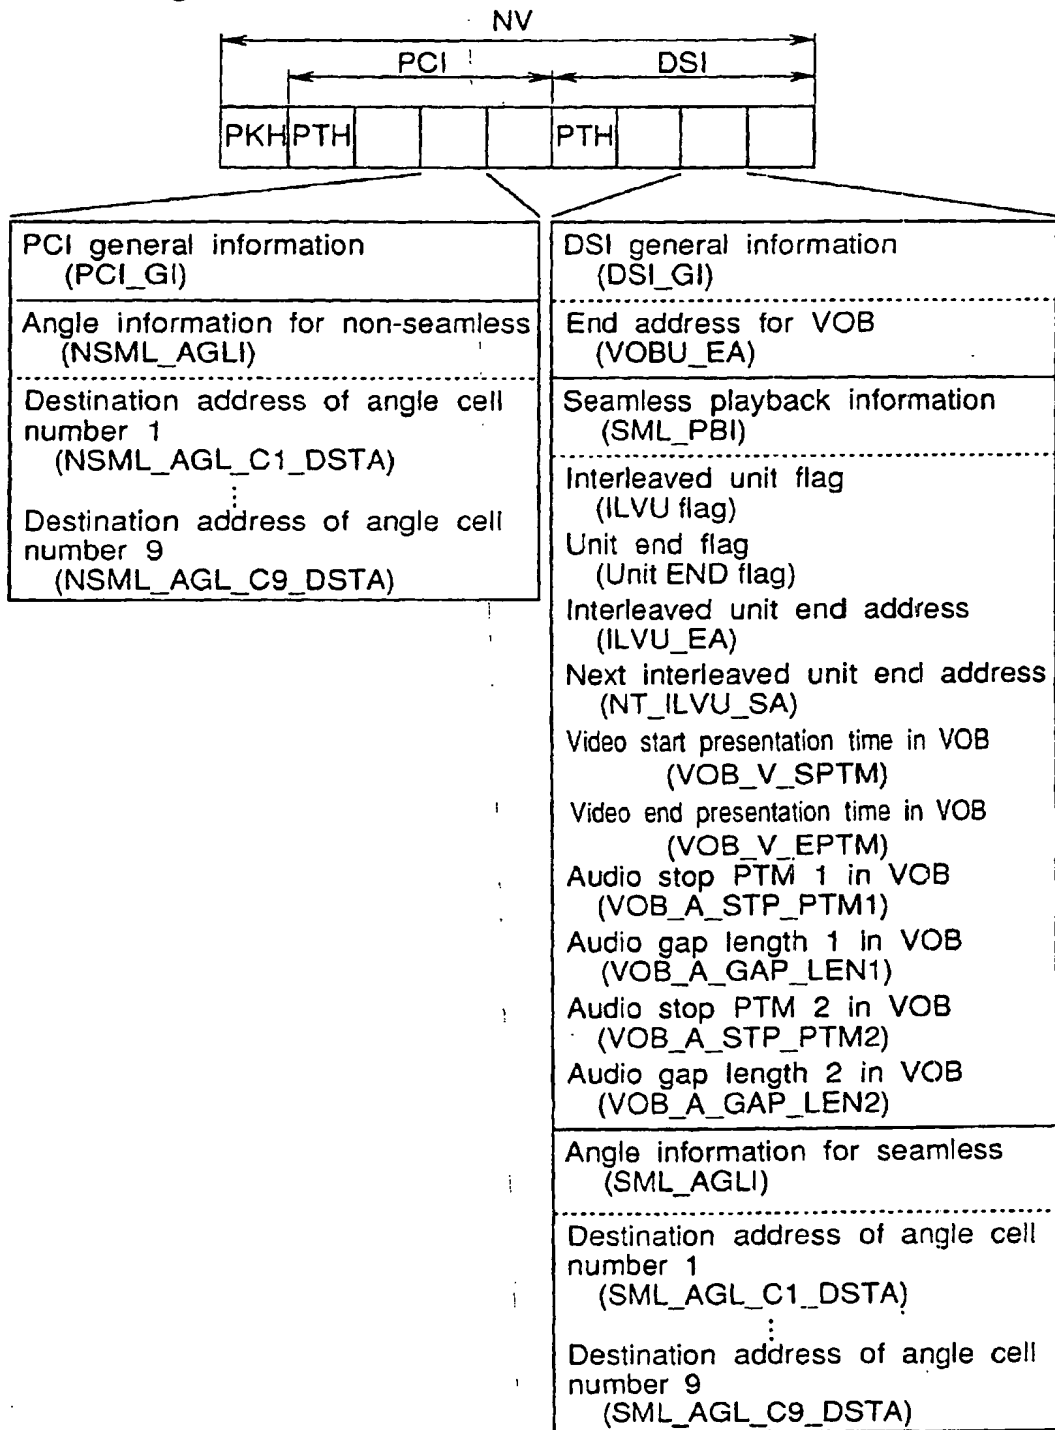 NV
PCI DSI
PKH PTH PTH
PCI general information
(PCI_GI)
Angle information for non-seamless
(NSML_AGLI)
Destination address of angle cell
number 1
(NSML_AGL_C1_DSTA)
Destination address of angle cell
number 9
(NSML_AGL_C9_DSTA)
DSI general information
(DSI_GI)
End address for VOB
(VOBU_EA)
Seamless playback information
(SML_PBI)
Interleaved unit flag
(ILVU flag)
Unit end flag
(Unit END flag)
Interleaved unit end address
(ILVU_EA)
Next interleaved unit end address
(NT_ILVU_SA)
Video start presentation time in VOB
(VOB_V_SPTM)
Video end presentation time in VOB
(VOB_V_EPTM)
Audio stop PTM 1 in VOB
(VOB_A_STP_PTM1)
Audio gap length 1 in VOB
(VOB_A_GAP_LEN1)
Audio stop PTM 2 in VOB
(VOB_A_STP_PTM2)
Audio gap length 2 in VOB
(VOB_A_GAP_LEN2)
Angle information for seamless
(SML_AGLI)
Destination address of angle cell
number 1
(SML_AGL_C1_DSTA)
Destination address of angle cell
number 9
(SML_AGL_C9_DSTA)